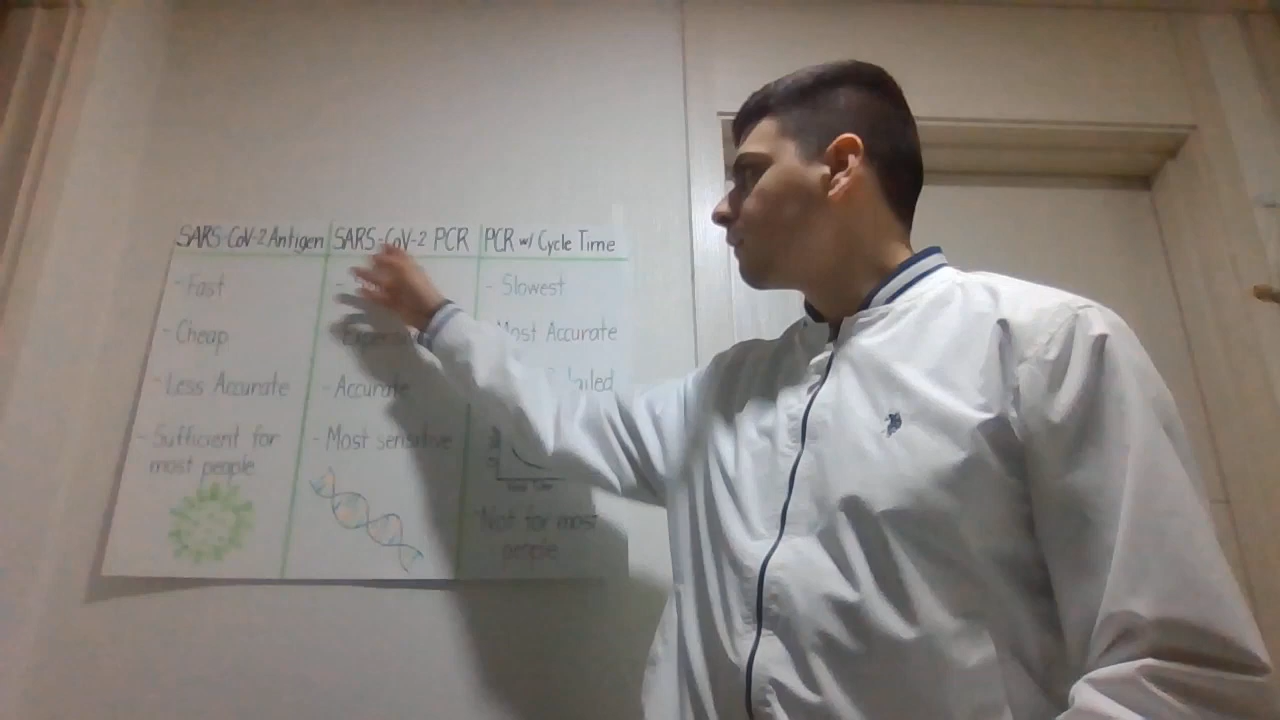 SARS-CoV-2 Antigen
- Fast
- Cheap
- Less Accurate
- Sufficient for
most people
SARS-CoV-2 PCR
-
- Accurate
- Most sensitive
PCR w/ Cycle Time
- Slowest
Most Accurate
Not for most
people